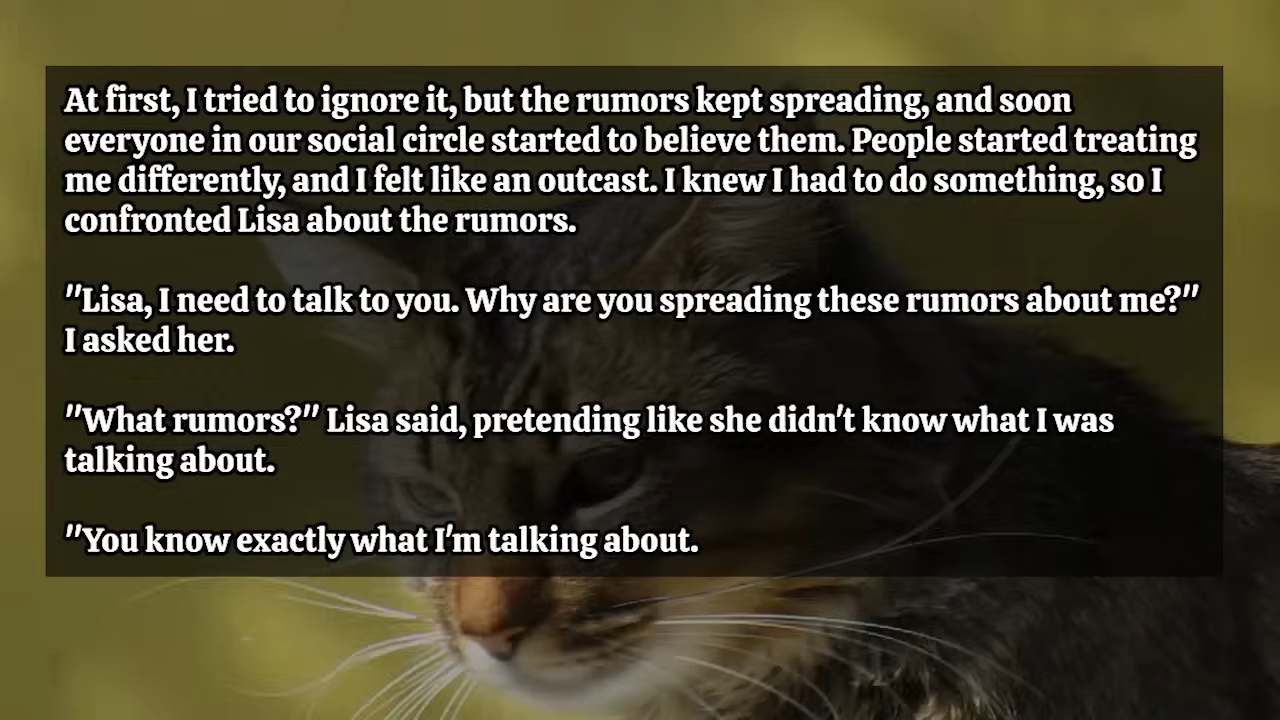 At first, I tried to ignore it, but the rumors kept spreading, and soon
everyone in our social circle started to believe them. People started treating
me differently, and I felt like an outcast. I knew I had to do something, so I
confronted Lisa about the rumors.
"Lisa, I need to talk to you. Why are you spreading these rumors about me?"
I asked her.
"What rumors?" Lisa said, pretending like she didn't know what I was
talking about.
"You know exactly what I'm talking about.